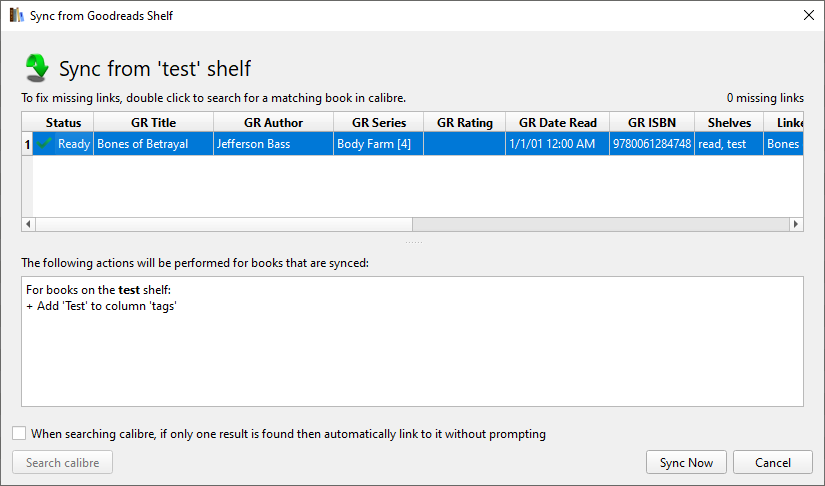 Sync from Goodreads Shelf
Sync from 'test' shelf
To fix missing links, double click to search for a matching book in calibre. 0 missing links
Status GR Title GR Author GR Series GR Rating GR Date Read GR ISBN Shelves Linke
1 Ready Bones of Betrayal Jefferson Bass Body Farm [4] 1/1/01 12:00 AM 9780061284748 read, test Bones
The following actions will be performed for books that are synced:
For books on the test shelf:
+ Add 'Test' to column 'tags'
When searching calibre, if only one result is found then automatically link to it without prompting
Search calibre Sync Now Cancel